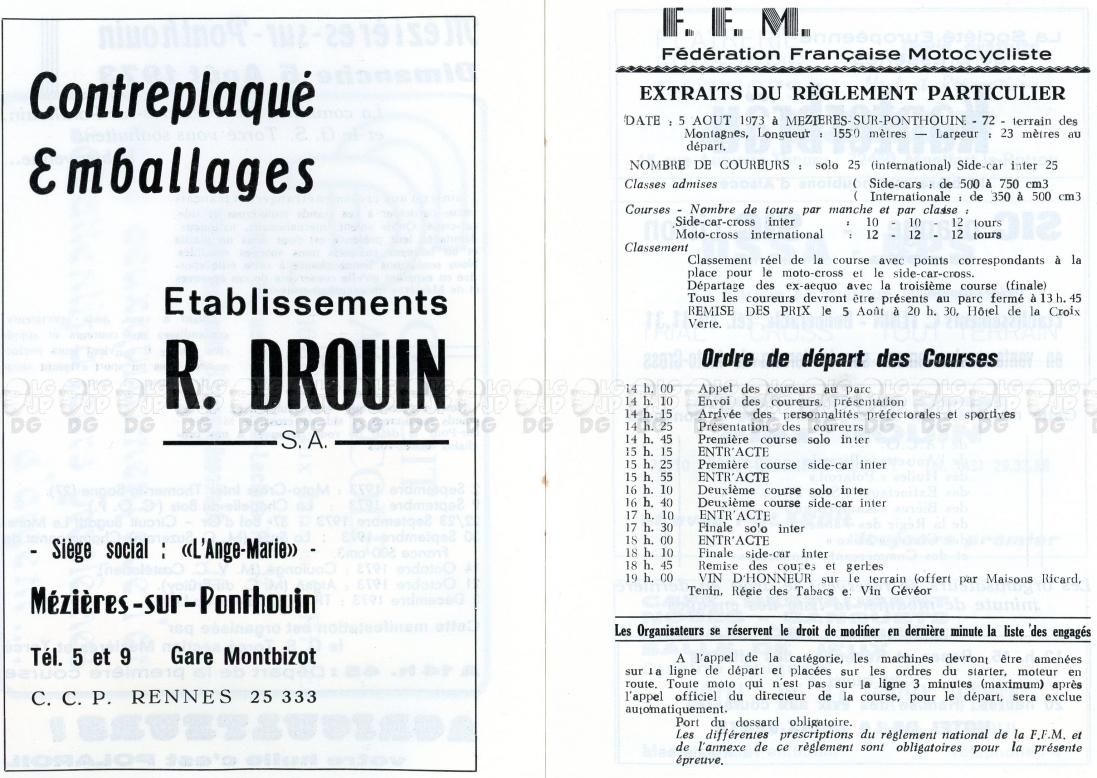 Contreplaqué
Emballages
Etablissements
R. DROUIN
S.A.
- Siège social : «L'Ange-Marie» -
Mézières-sur-Ponthouin
Tél. 5 et 9 Gare Montbizot
C. C. P. RENNES 25 333
F. F. M.
Fédération Française Motocycliste
EXTRAITS DU RÈGLEMENT PARTICULIER
DATE : 5 AOUT 1973 à MEZIERES-SUR-PONTHOUIN - 72 - terrain des
Montagnes, Longueur : 1550 mètres — Largeur : 23 mètres au
départ.
NOMBRE DE COUREURS : solo 25 (international) Side-car inter 25
Classes admises ( Side-cars : de 500 à 750 cm3
( Internationale : de 350 à 500 cm3
Courses - Nombre de tours par manche et par classe :
Side-car-cross inter : 10 - 10 - 12 tours
Moto-cross international : 12 - 12 - 12 tours
Classement
Classement réel de la course avec points correspondants à la
place pour le moto-cross et le side-car-cross.
Départage des ex-aequo avec la troisième course (finale)
Tous les coureurs devront être présents au parc fermé à 13 h. 45
REMISE DES PRIX le 5 Août à 20 h. 30, Hôtel de la Croix
Verte.
Ordre de départ des Courses
14 h. 00 Appel des coureurs au parc
14 h. 10 Envoi des coureurs, présentation
14 h. 15 Arrivée des personnalités préfectorales et sportives
14 h. 25 Présentation des coureurs
14 h. 45 Première course solo inter
15 h. 15 ENTR'ACTE
15 h. 25 Première course side-car inter
15 h. 55 ENTR'ACTE
16 h. 10 Deuxième course solo inter
16 h. 40 Deuxième course side-car inter
17 h. 10 ENTR'ACTE
17 h. 30 Finale solo inter
18 h. 00 ENTR'ACTE
18 h. 10 Finale side-car inter
18 h. 45 Remise des coupes et gerbes
19 h. 00 VIN D'HONNEUR sur le terrain (offert par Maisons Ricard,
Tenin, Régie des Tabacs e. Vin Gévéor
Les Organisateurs se réservent le droit de modifier en dernière minute la liste des engagés
A l'appel de la catégorie, les machines devront être amenées
sur la ligne de départ et placées sur les ordres du starter, moteur en
route. Toute moto qui n'est pas sur la ligne 3 minutes (maximum) après
l'appel officiel du directeur de la course, pour le départ, sera exclue
automatiquement.
Port du dossard obligatoire.
Les différentes prescriptions du règlement national de la F.F.M. et
de l'annexe de ce règlement sont obligatoires pour la présente
épreuve.